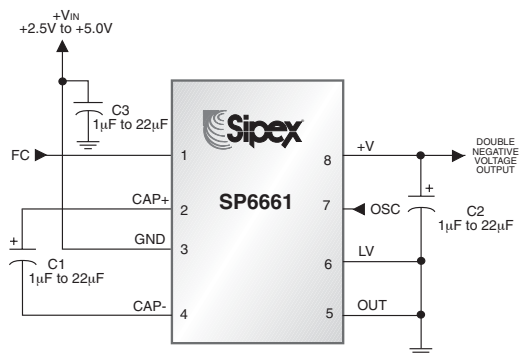 +VIN
+2.5V to +5.0V
C3
1μF to 22μF
Sipex
FC
1
8
+V
DOUBLE
NEGATIVE
VOLTAGE
OUTPUT
CAP+
2
SP6661
7
OSC
+
C2
1μF to 22μF
GND
3
6
LV
+
C1
1μF to 22μF
CAP-
4
5
OUT